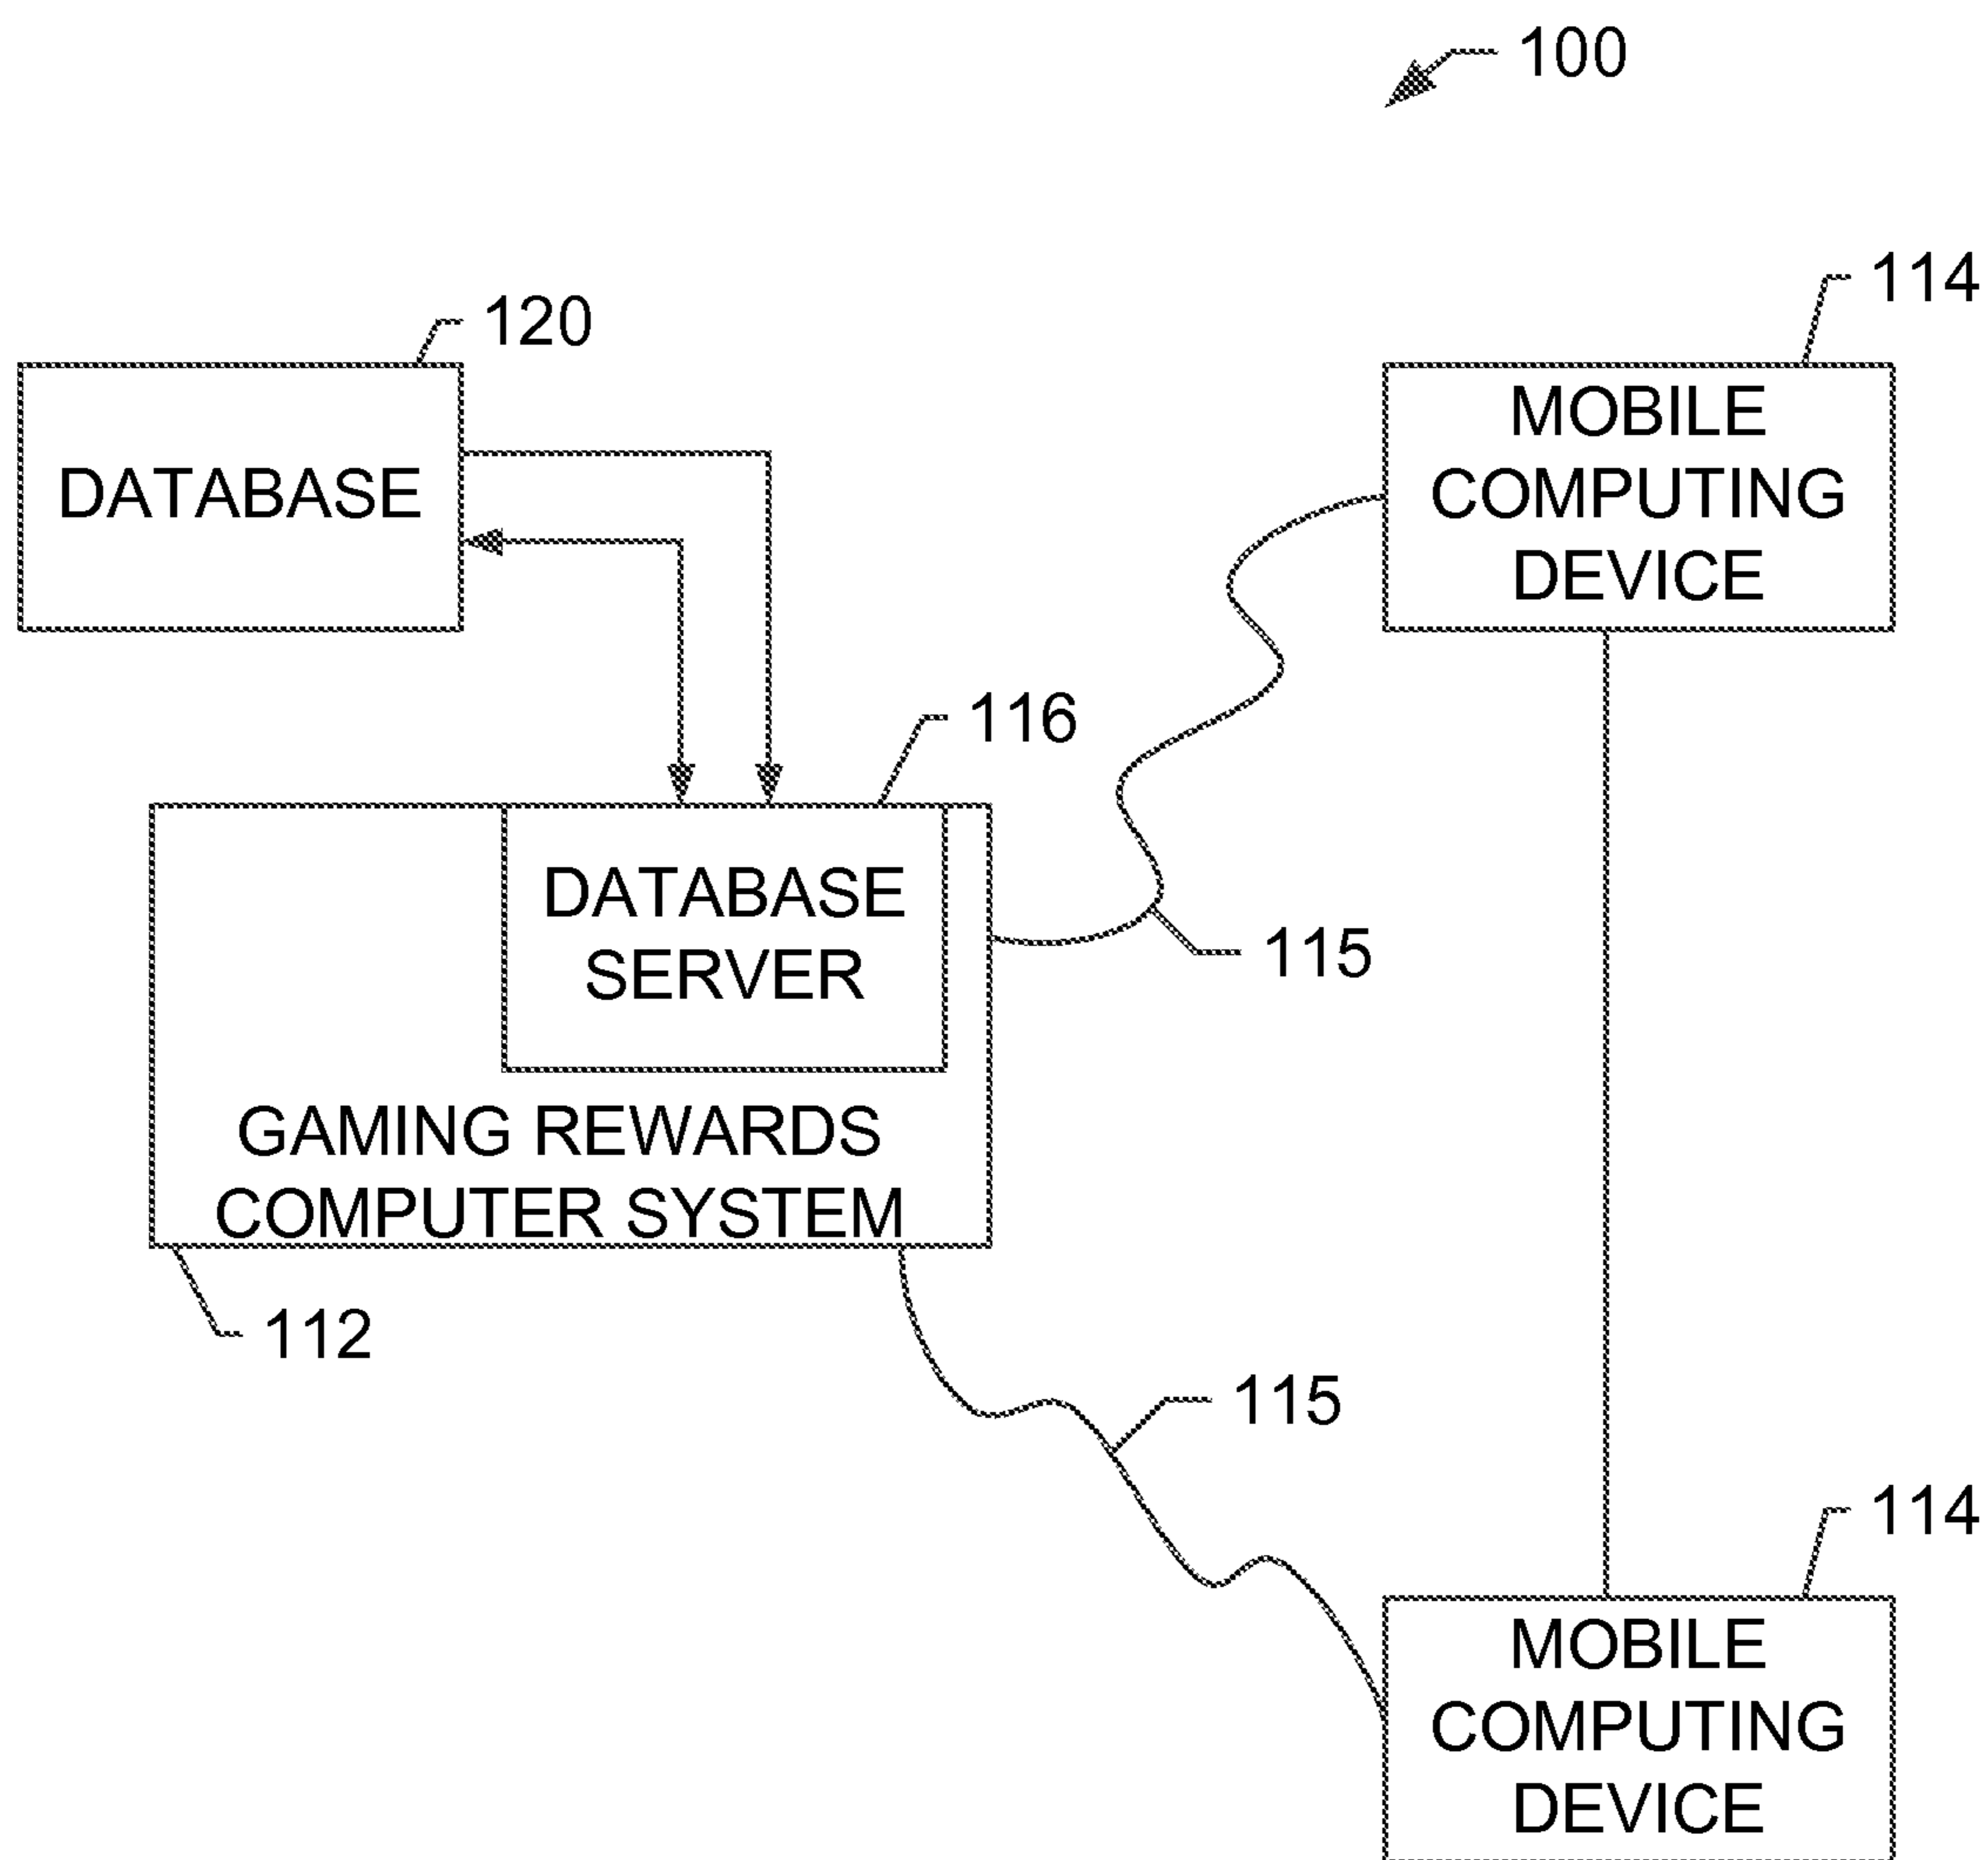 100
114
120
MOBILE
COMPUTING
DEVICE
DATABASE
116
DATABASE
SERVER
115
GAMING REWARDS
COMPUTER SYSTEM
112
115
114
MOBILE
COMPUTING
DEVICE